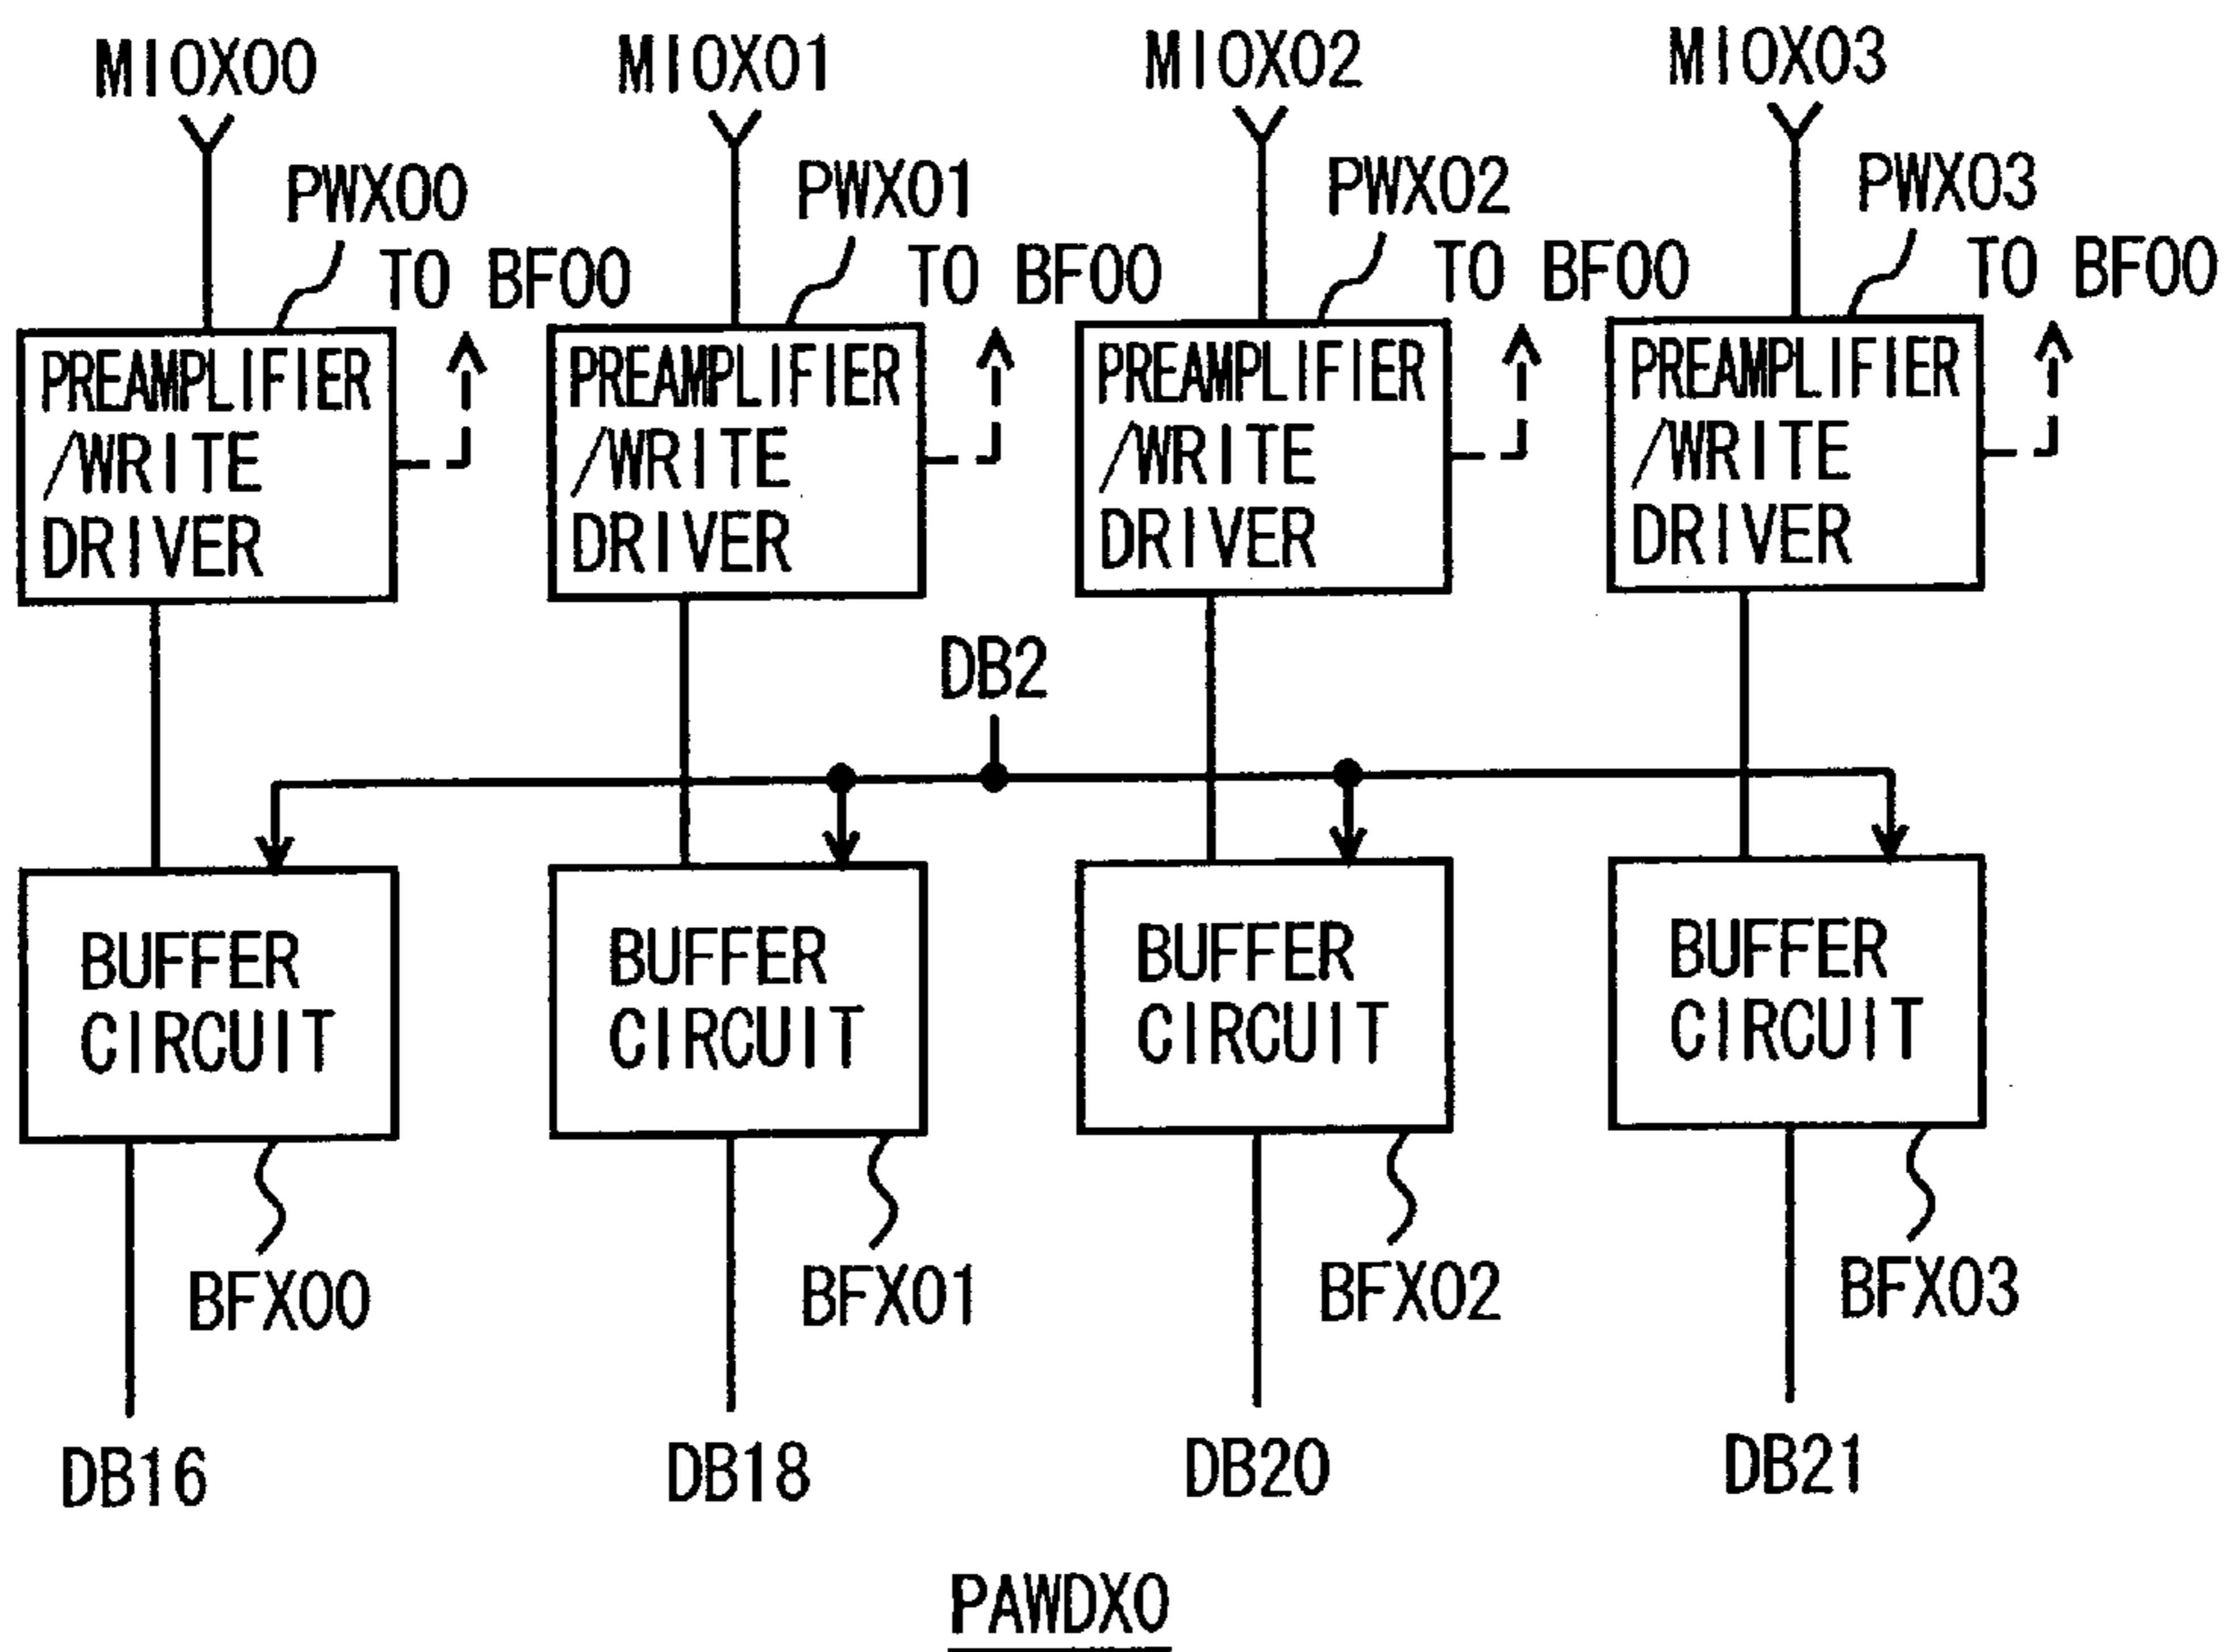 MIOX00
MIOX01
MIOX02
MIOX03
PWX00
PWX01
PWX02
PWX03
TO BF00
TO BF00
TO BF00
TO BF00
PREAMPLIFIER
/WRITE
DRIVER
PREAMPLIFIER
/WRITE
DRIVER
PREAMPLIFIER
/WRITE
DRIVER
PREAMPLIFIER
/WRITE
DRIVER
DB2
BUFFER
CIRCUIT
BUFFER
CIRCUIT
BUFFER
CIRCUIT
BUFFER
CIRCUIT
BFX00
BFX01
BFX02
BFX03
DB16
DB18
DB20
DB21
PAWDX0